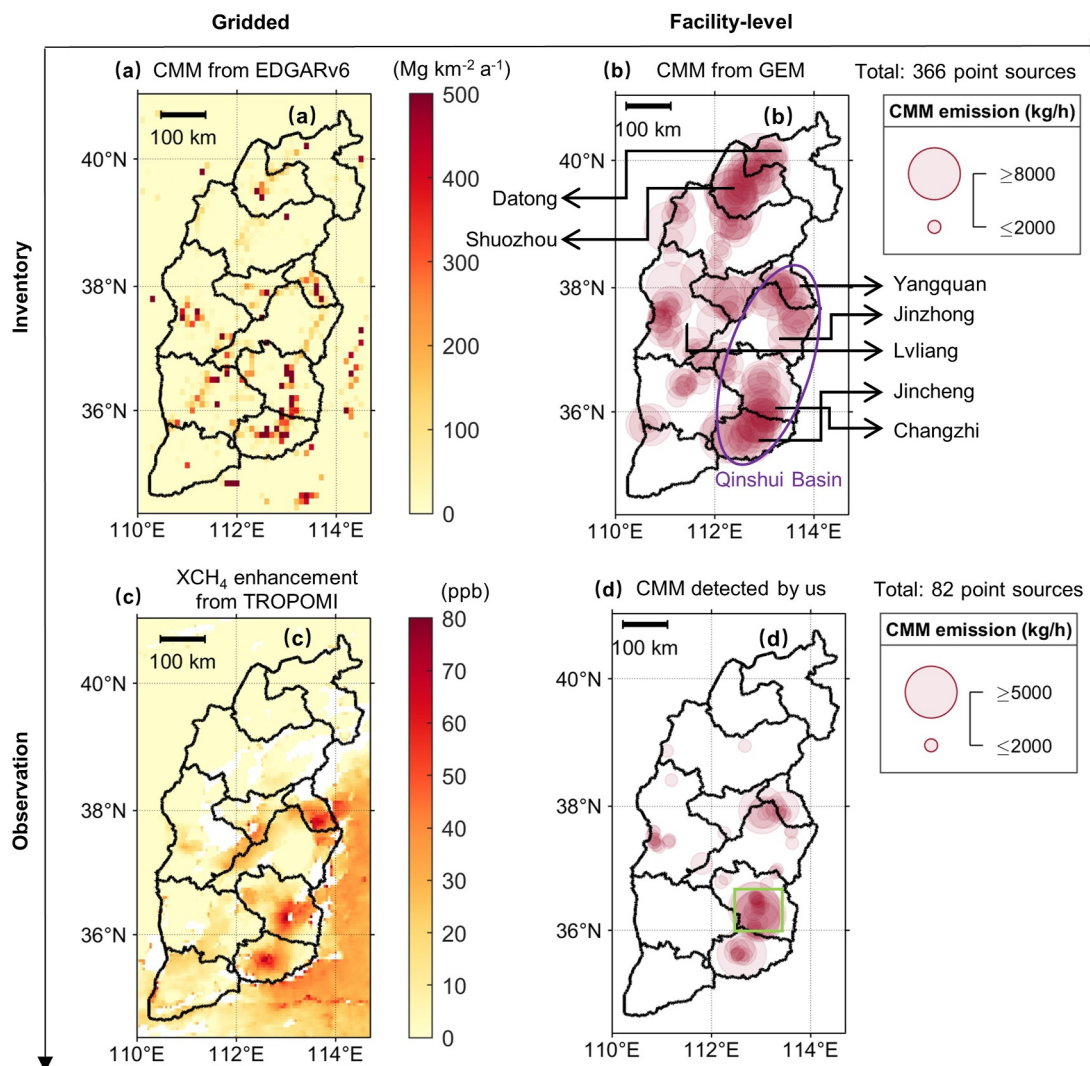 Gridded
Facility-level
(a) CMM from EDGARv6
(Mg km⁻² a⁻¹)
(b) CMM from GEM
Total: 366 point sources
(a)
100 km
500
400
300
200
100
0
40°N
38°N
36°N
110°E
112°E
114°E
(b)
100 km
40°N
38°N
36°N
110°E
112°E
114°E
Datong
Shuozhou
Yangquan
Jinzhong
Lvliang
Jincheng
Changzhi
Qinshui Basin
CMM emission (kg/h)
≥8000
≤2000
Inventory
XCH₄ enhancement
(c) from TROPOMI
(ppb)
(d) CMM detected by us
Total: 82 point sources
(c)
100 km
80
70
60
50
40
30
20
10
0
40°N
38°N
36°N
110°E
112°E
114°E
(d)
100 km
40°N
38°N
36°N
110°E
112°E
114°E
CMM emission (kg/h)
≥5000
≤2000
Observation